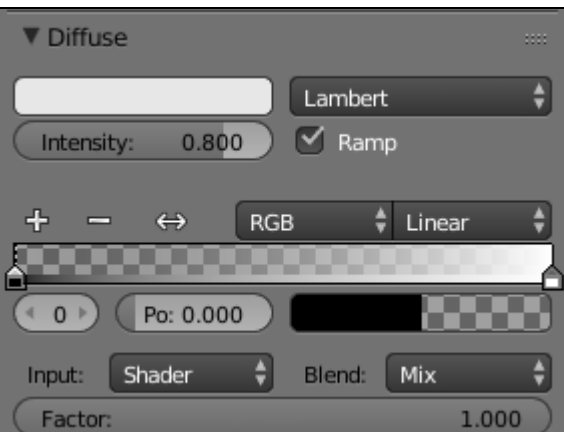 Diffuse
Lambert
Intensity: 0.800 Ramp
RGB Linear
0 Po: 0.000
Input: Shader Blend: Mix
Factor: 1.000